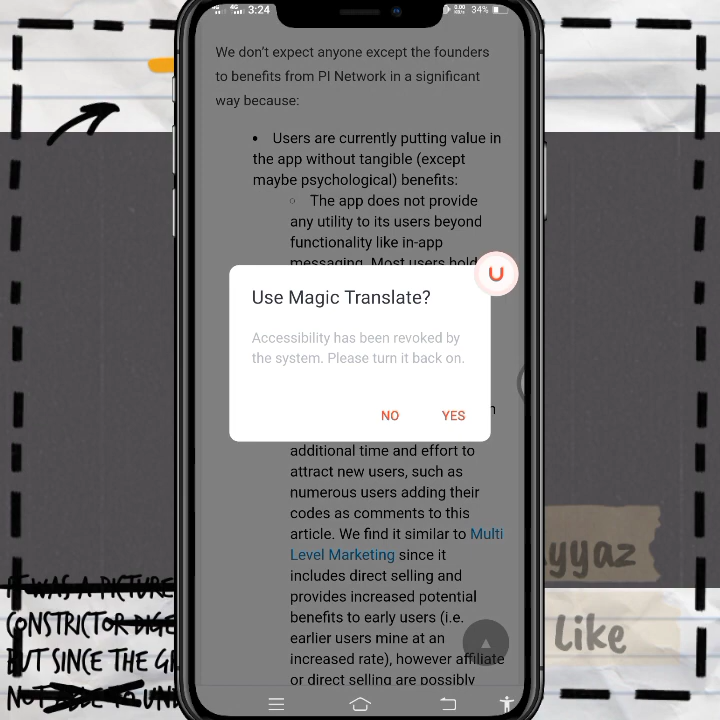 3:24
34%
We don't expect anyone except the founders
to benefits from PI Network in a significant
way because:
• Users are currently putting value in
the app without tangible (except
maybe psychological) benefits:
○ The app does not provide
any utility to its users beyond
functionality like in-app
messaging. Most users hold
U
Use Magic Translate?
Accessibility has been revoked by
the system. Please turn it back on.
NO YES
additional time and effort to
attract new users, such as
numerous users adding their
codes as comments to this
article. We find it similar to Multi
Level Marketing since it
includes direct selling and
provides increased potential
benefits to early users (i.e.
earlier users mine at an
increased rate), however affiliate
or direct selling are possibly
yyaz
Like
IT WAS A PICTURE
CONSTRICTOR DIGE
BUT SINCE THE GR